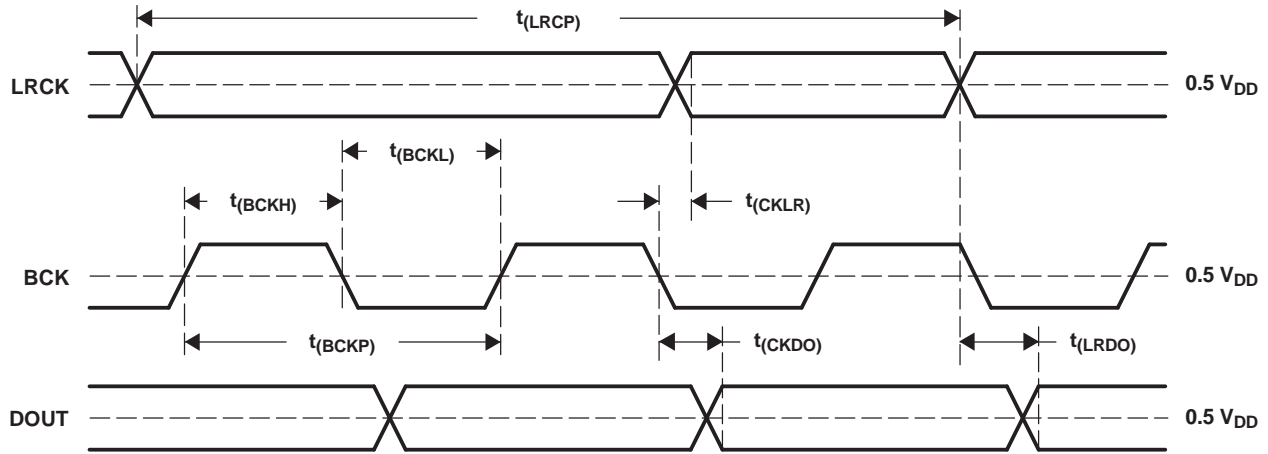 t(LRCP)
LRCK
0.5 VDD
t(BCKL)
t(BCKH)
t(CKLR)
BCK
0.5 VDD
t(BCKP)
t(CKDO)
t(LRDO)
DOUT
0.5 VDD